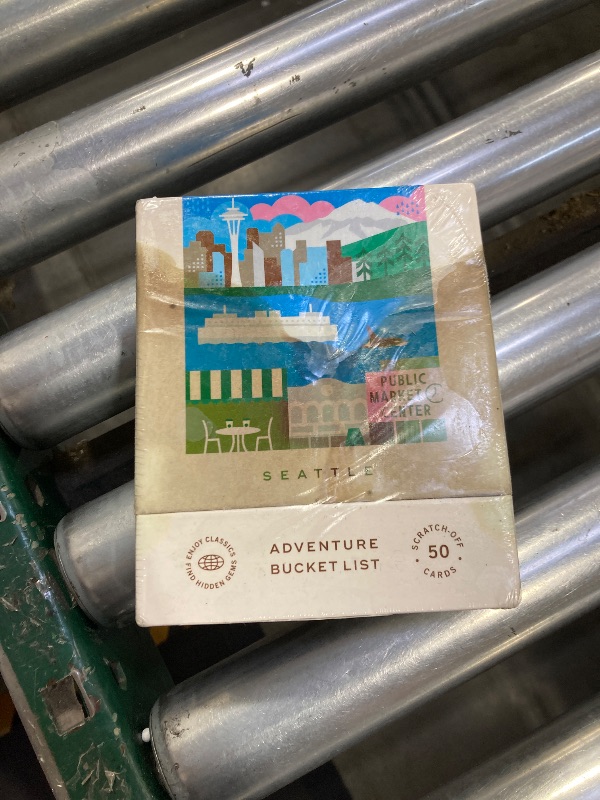 PUBLIC
MARKET
CENTER
SEATTLE
ENJOY CLASSICS
FIND HIDDEN GEMS
ADVENTURE
BUCKET LIST
SCRATCH-OFF
50
CARDS